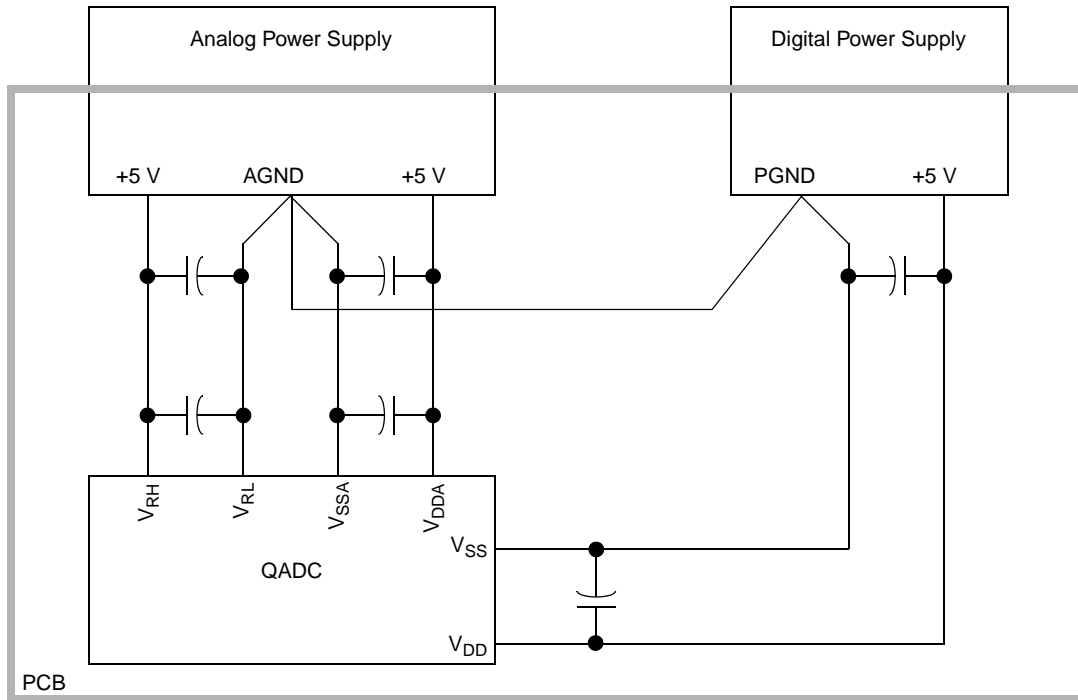 Analog Power Supply
Digital Power Supply
+5 V
AGND
+5 V
PGND
+5 V
VRH
VRL
VSSA
VDDA
VSS
QADC
VDD
PCB